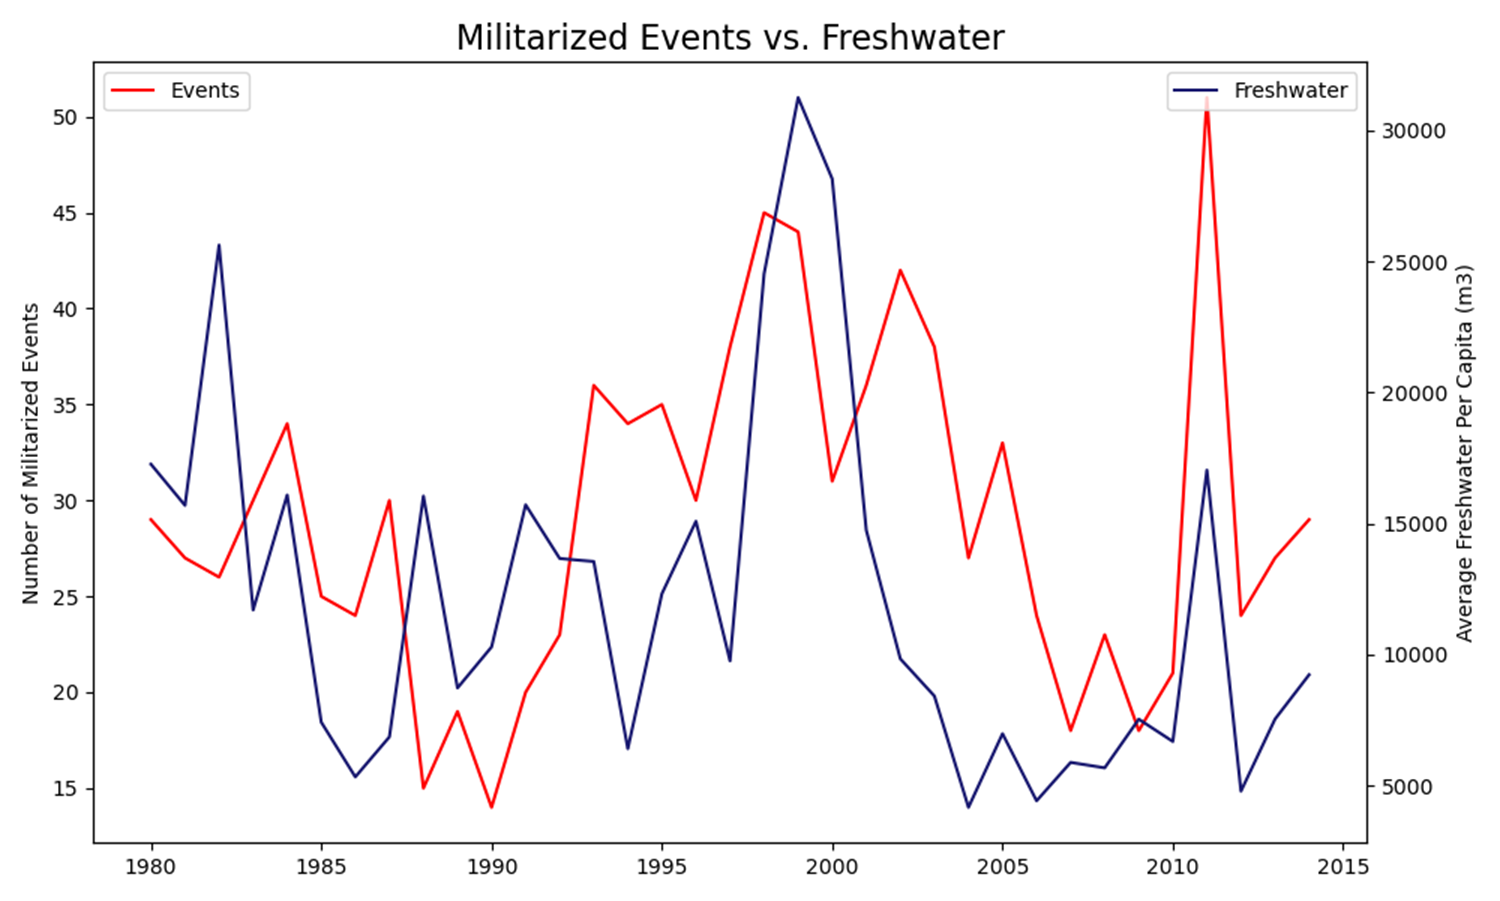 Militarized Events vs. Freshwater
Events
Freshwater
Number of Militarized Events
50
45
40
35
30
25
20
15
30000
25000
20000
15000
10000
5000
Average Freshwater Per Capita (m3)
1980 1985 1990 1995 2000 2005 2010 2015